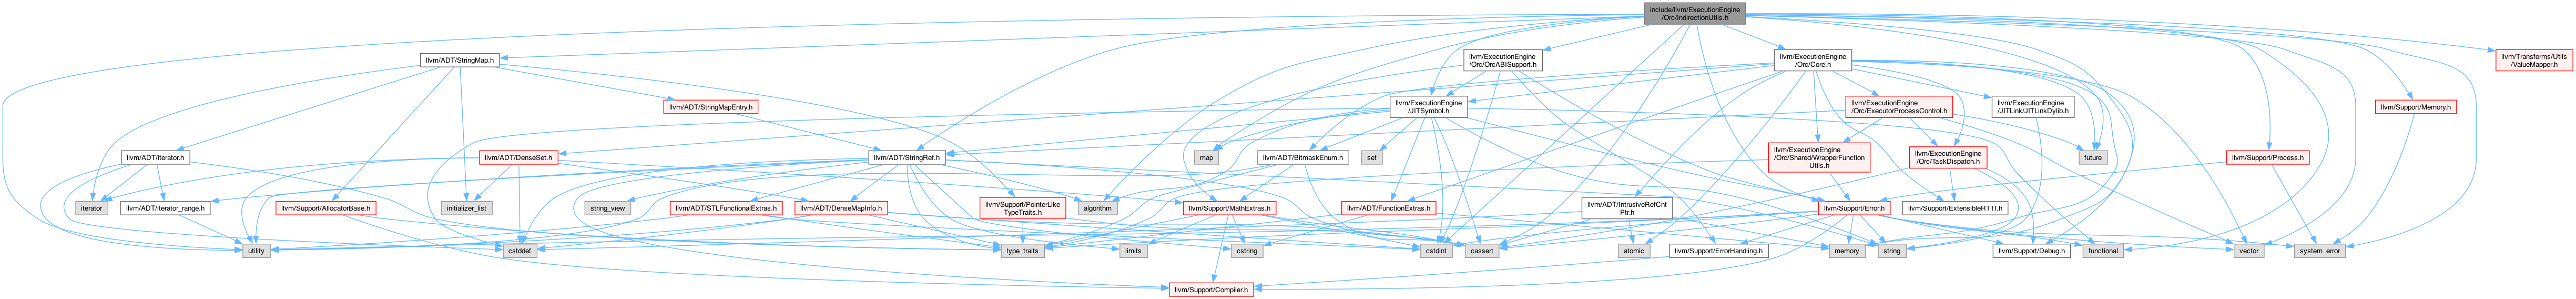 include/llvm/ExecutionEngine
/Orc/IndirectionUtils.h
llvm/ADT/StringMap.h
llvm/ExecutionEngine
/Orc/OrcABISupport.h
llvm/ExecutionEngine
/Orc/Core.h
llvm/Transforms/Utils
/ValueMapper.h
llvm/ADT/StringMapEntry.h
llvm/ExecutionEngine
/JITSymbol.h
llvm/ExecutionEngine
/Orc/ExecutorProcessControl.h
llvm/ExecutionEngine
/JITLink/JITLinkDylib.h
llvm/Support/Memory.h
llvm/ADT/iterator.h
llvm/ADT/DenseSet.h
llvm/ADT/StringRef.h
map
llvm/ADT/BitmaskEnum.h
set
llvm/ExecutionEngine
/Orc/Shared/WrapperFunction
Utils.h
llvm/ExecutionEngine
/Orc/TaskDispatch.h
future
llvm/Support/Process.h
iterator
llvm/ADT/iterator_range.h
llvm/Support/AllocatorBase.h
initializer_list
string_view
llvm/ADT/STLFunctionalExtras.h
llvm/ADT/DenseMapInfo.h
llvm/Support/PointerLike
TypeTraits.h
algorithm
llvm/Support/MathExtras.h
llvm/ADT/FunctionExtras.h
llvm/ADT/IntrusiveRefCnt
Ptr.h
llvm/Support/Error.h
llvm/Support/ExtensibleRTTI.h
utility
cstddef
type_traits
limits
cstring
cstdint
cassert
atomic
llvm/Support/ErrorHandling.h
memory
string
llvm/Support/Debug.h
functional
vector
system_error
llvm/Support/Compiler.h